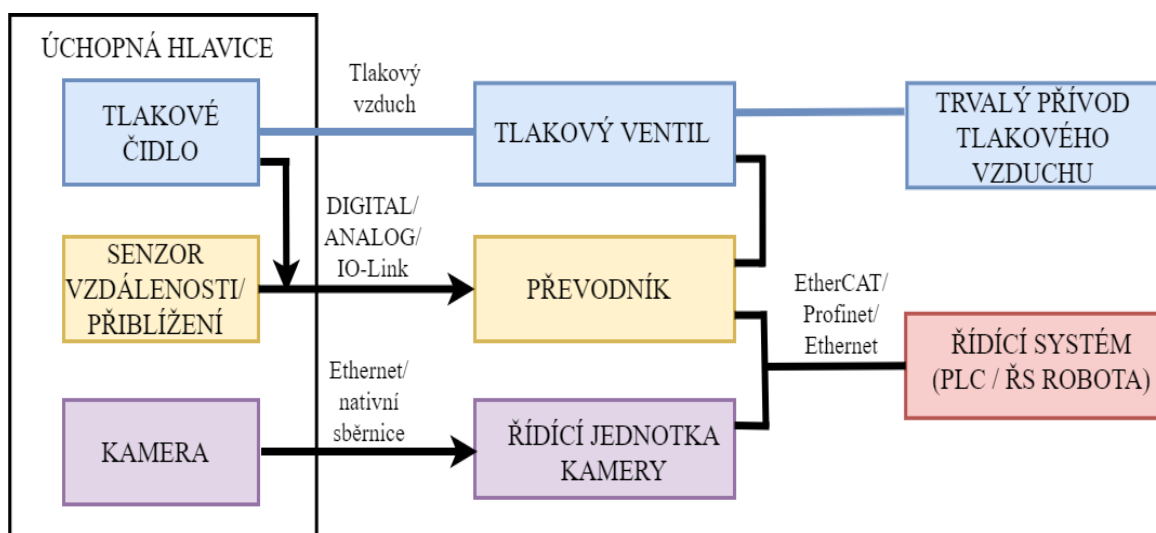 ÚCHOPNÁ HLAVICE
TLAKOVÉ
ČIDLO
Tlakový
vzduch
TLAKOVÝ VENTIL
TRVALÝ PŘÍVOD
TLAKOVÉHO
VZDUCHU
SENZOR
VZDÁLENOSTI/
PŘIBLÍŽENÍ
DIGITAL/
ANALOG/
IO-Link
PŘEVODNÍK
EtherCAT/
Profinet/
Ethernet
ŘÍDÍCÍ SYSTÉM
(PLC / ŘS ROBOTA)
KAMERA
Ethernet/
nativní
sběrnice
ŘÍDÍCÍ JEDNOTKA
KAMERY